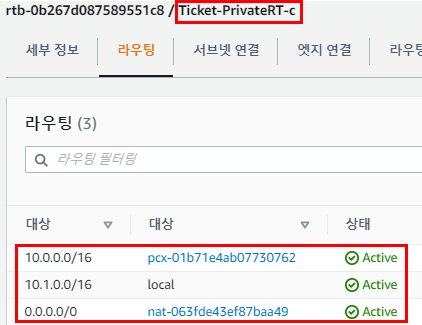 rtb-0b267d087589551c8 / Ticket-PrivateRT-c
세부 정보 라우팅 서브넷 연결 엣지 연결 라우팅
라우팅 (3)
라우팅 필터링
대상 대상 상태
10.0.0.0/16 pcx-01b71e4ab07730762 Active
10.1.0.0/16 local Active
0.0.0.0/0 nat-063fde43ef87baa49 Active